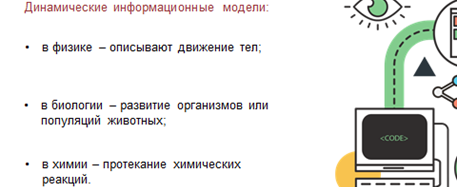 Динамические информационные модели:
• в физике – описывают движение тел;
• в биологии – развитие организмов или
популяций животных;
• в химии – протекание химических
реакций.
<CODE>